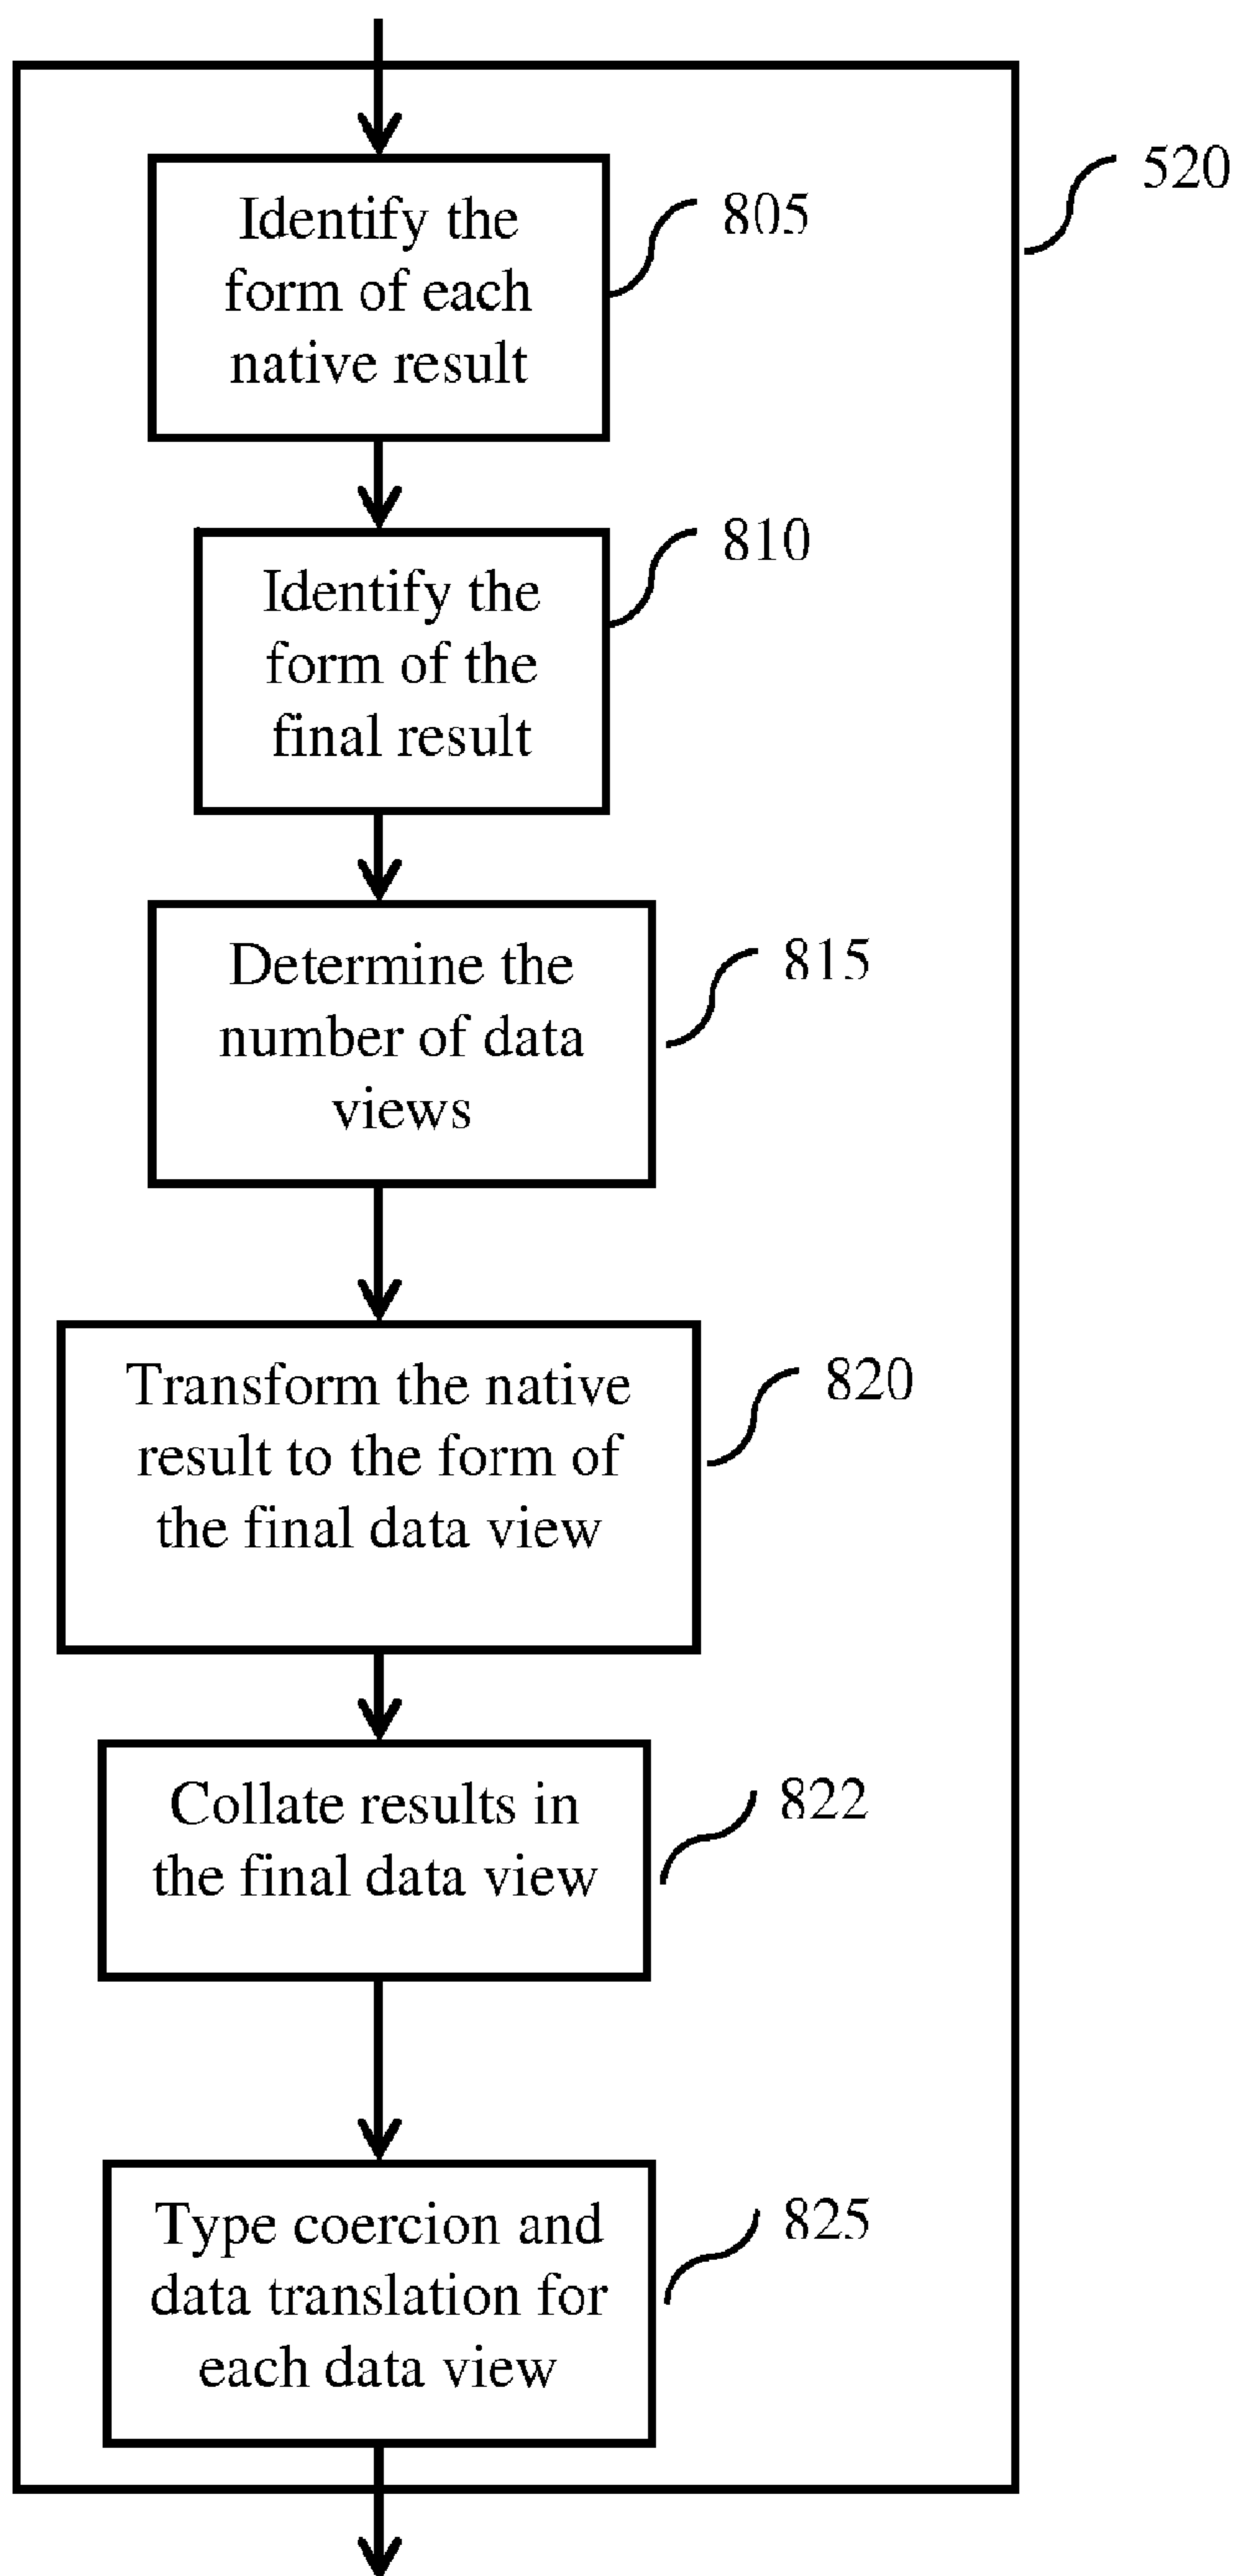 520
Identify the
form of each
native result
805
Identify the
form of the
final result
810
Determine the
number of data
views
815
Transform the native
result to the form of
the final data view
820
Collate results in
the final data view
822
Type coercion and
data translation for
each data view
825